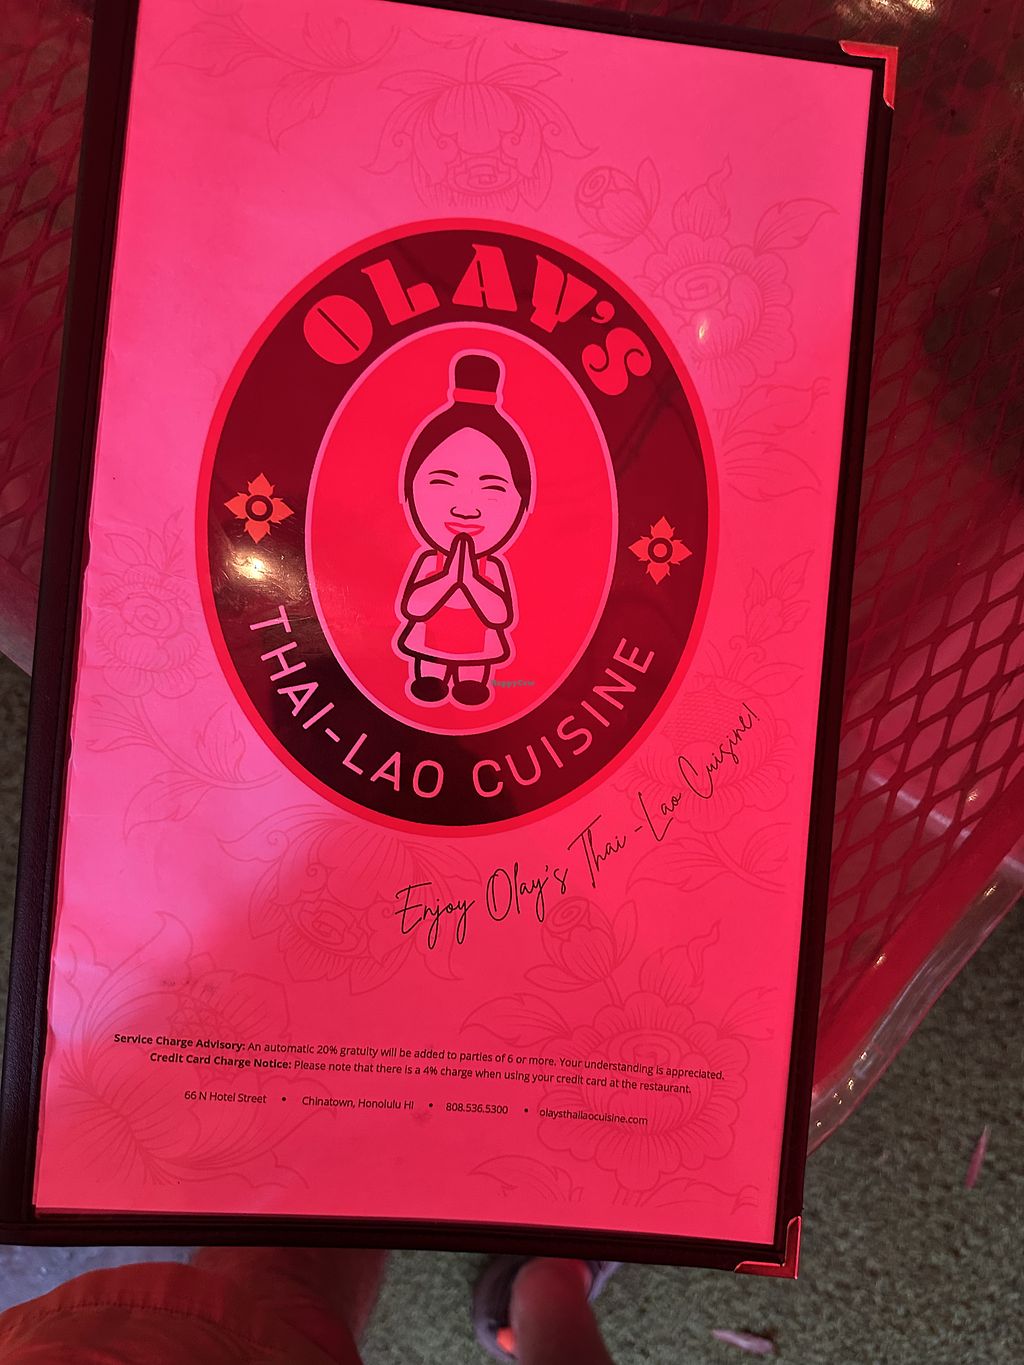 OLAY'S
THAI-LAO CUISINE
HappyCow
Enjoy Olay's Thai-Lao Cuisine!
Service Charge Advisory: An automatic 20% gratuity will be added to parties of 6 or more. Your understanding is appreciated.
Credit Card Charge Notice: Please note that there is a 4% charge when using your credit card at the restaurant.
66 N Hotel Street • Chinatown, Honolulu HI • 808.536.5300 • olaysthailaocuisine.com